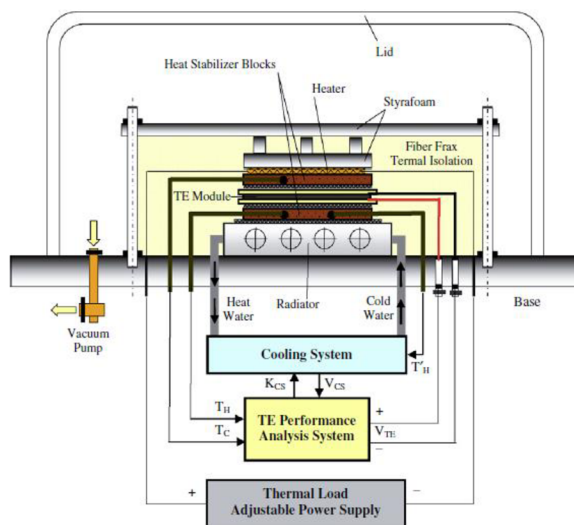 Lid
Heat Stabilizer Blocks
Heater
Styrafoam
Fiber Frax
Termal Isolation
TE Module
Heat
Water
Radiator
Cold
Water
Base
Vacuum
Pump
Cooling System
T'H
KCS
VCS
TH
TC
TE Performance
Analysis System
+
VTE
−
+
Thermal Load
Adjustable Power Supply
−